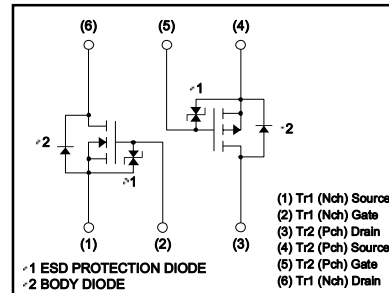 (6) (5) (4)
*1
*2
*2
*1
(1) (2) (3)
(1) Tr1 (Nch) Source
(2) Tr1 (Nch) Gate
(3) Tr2 (Pch) Drain
(4) Tr2 (Pch) Source
(5) Tr2 (Pch) Gate
(6) Tr1 (Nch) Drain
*1 ESD PROTECTION DIODE
*2 BODY DIODE